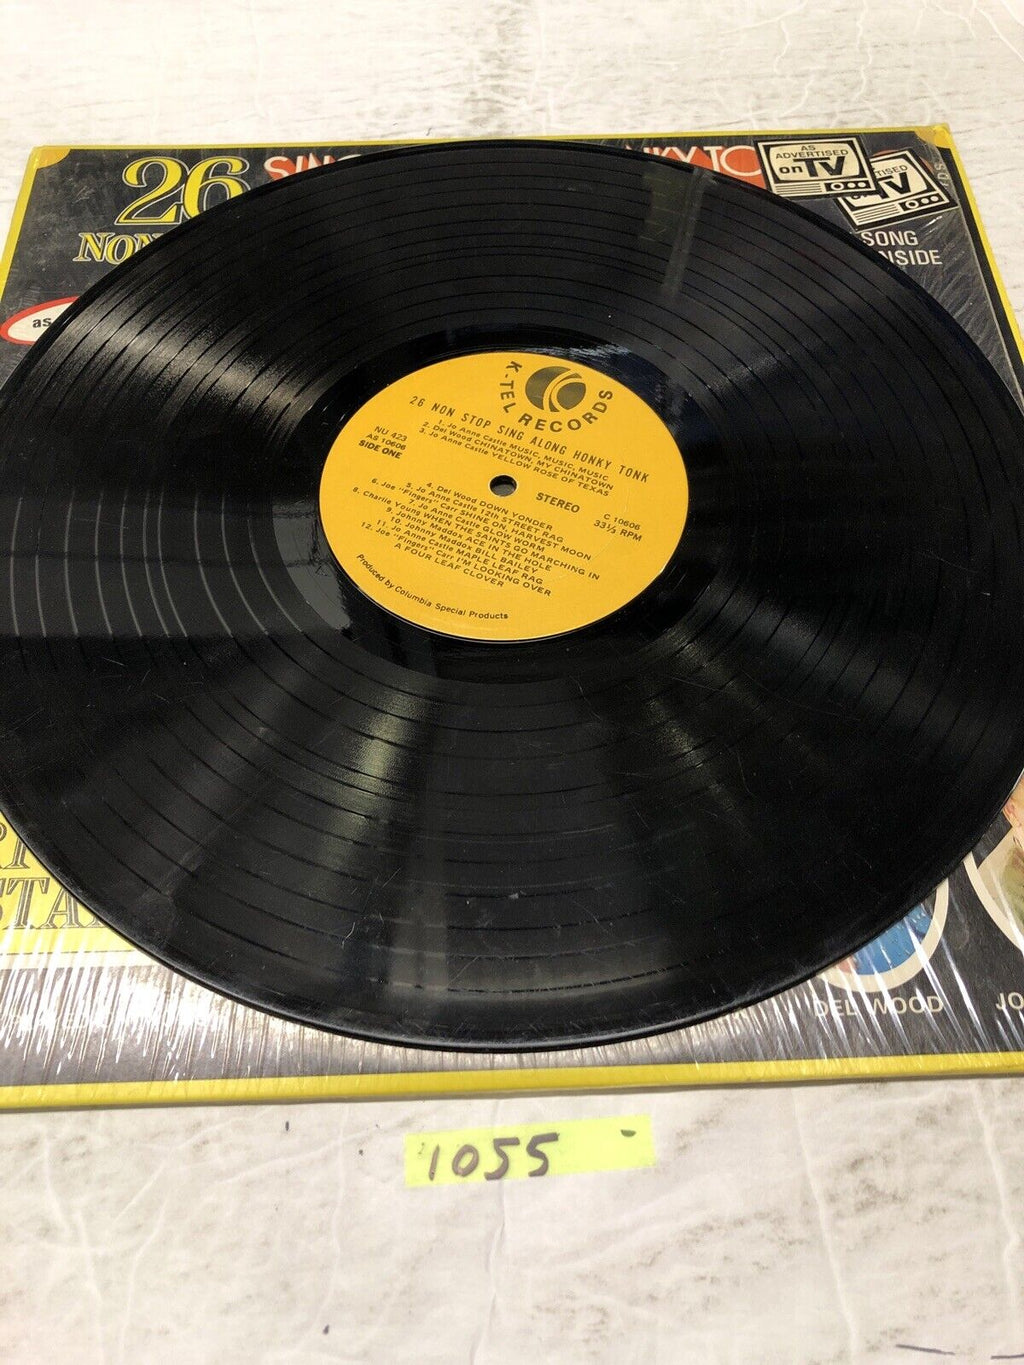 26
NON
AS
ADVERTISED
on TV
TV
SONG
as
K-TEL RECORDS
26 NON STOP SING ALONG HONKY TONK
NU 423
AS 10606
SIDE ONE
1. Jo Anne Castle MUSIC, MUSIC, MUSIC
2. Del Wood CHINATOWN, MY CHINATOWN
3. Jo Anne Castle YELLOW ROSE OF TEXAS
STEREO
C 10606
33⅓ RPM
4. Del Wood DOWN YONDER
5. Jo Anne Castle 12th STREET RAG
6. Joe "Fingers" Carr SHINE ON, HARVEST MOON
7. Jo Anne Castle GLOW WORM
8. Charlie Young WHEN THE SAINTS GO MARCHING IN
9. Johnny Maddox ACE IN THE HOLE
10. Johnny Maddox BILL BAILEY
11. Jo Anne Castle MAPLE LEAF RAG
12. Joe "Fingers" Carr I'M LOOKING OVER
A FOUR LEAF CLOVER
Produced by Columbia Special Products
DEL WOOD
JO
1055